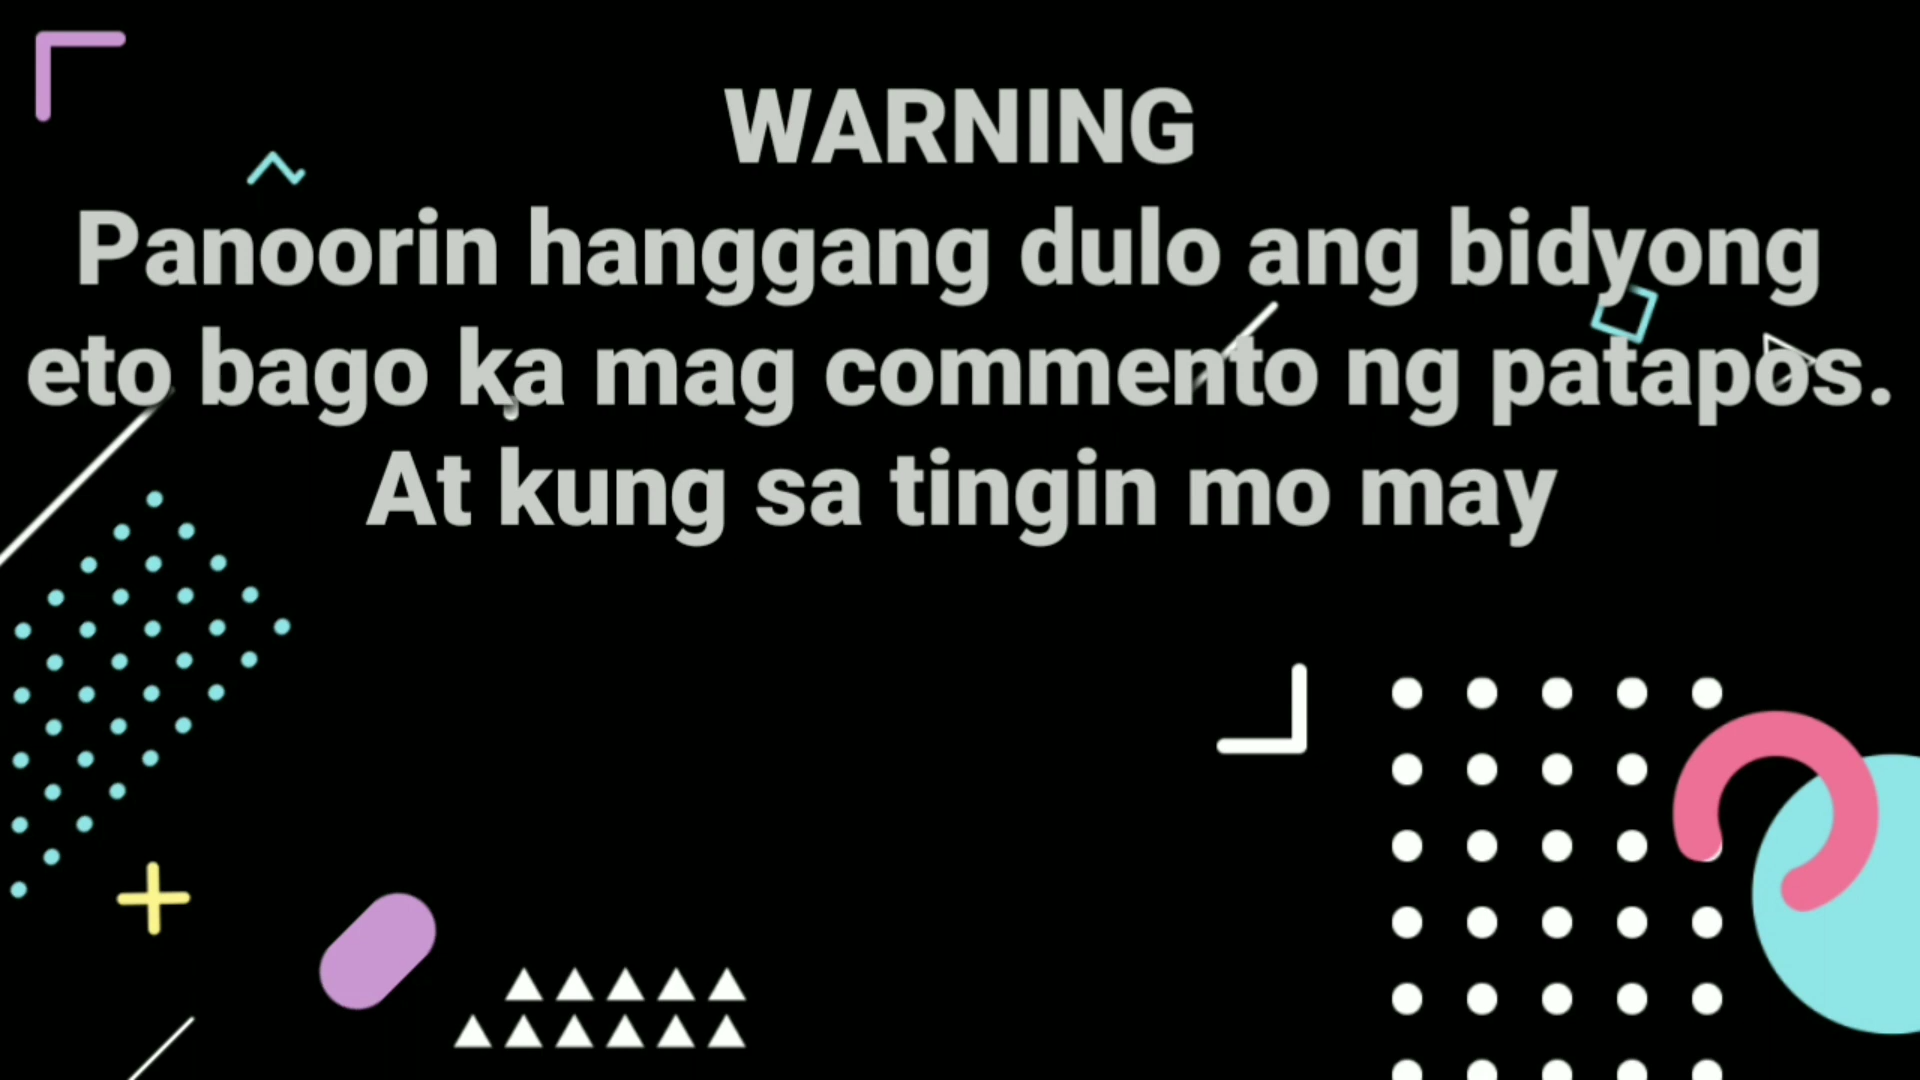 WARNING
Panoorin hanggang dulo ang bidyong
eto bago ka mag commento ng patapos.
At kung sa tingin mo may